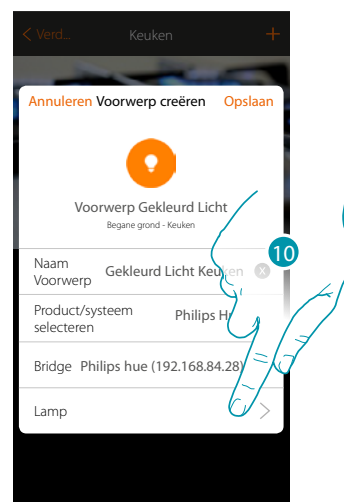 < Verd... Keuken +
Annuleren Voorwerp creëren Opslaan
Voorwerp Gekleurd Licht
Begane grond - Keuken
10
Naam
Voorwerp
Gekleurd Licht Keuken X
Product/systeem
selecteren
Philips Hu
Bridge Philips hue (192.168.84.28)
Lamp >